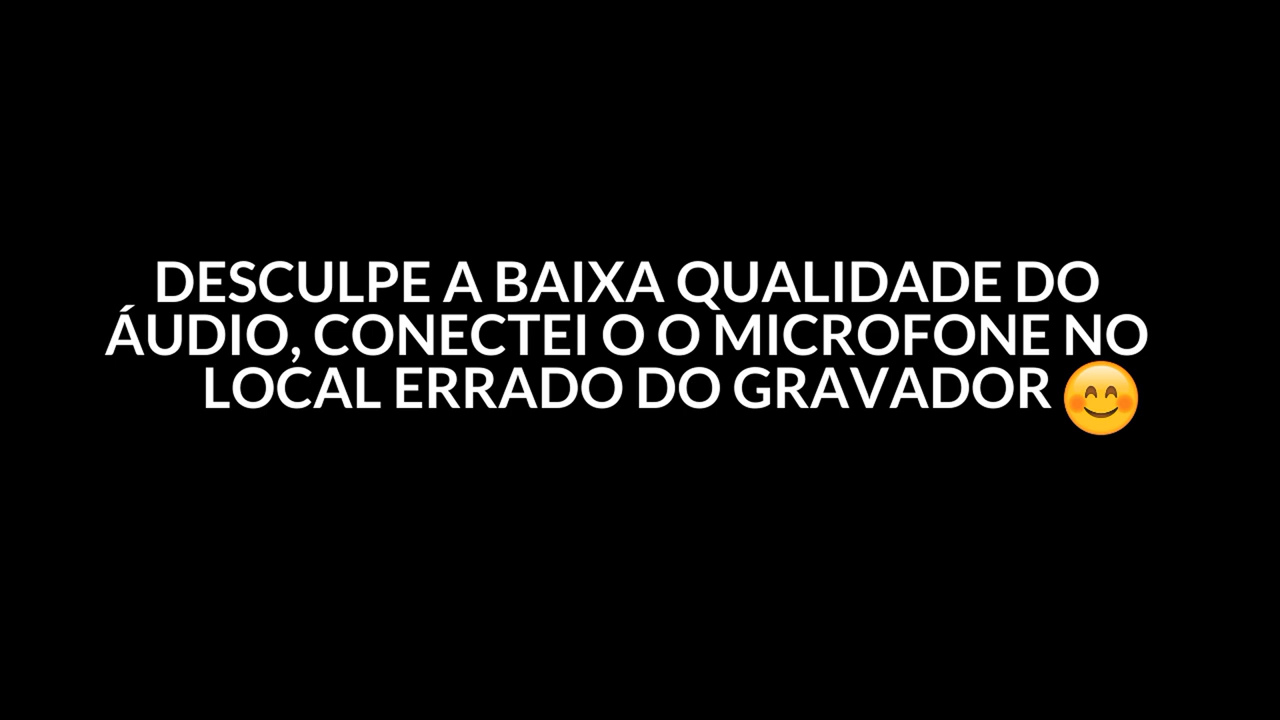 DESCULPE A BAIXA QUALIDADE DO
ÁUDIO, CONECTEI O O MICROFONE NO
LOCAL ERRADO DO GRAVADOR 😊